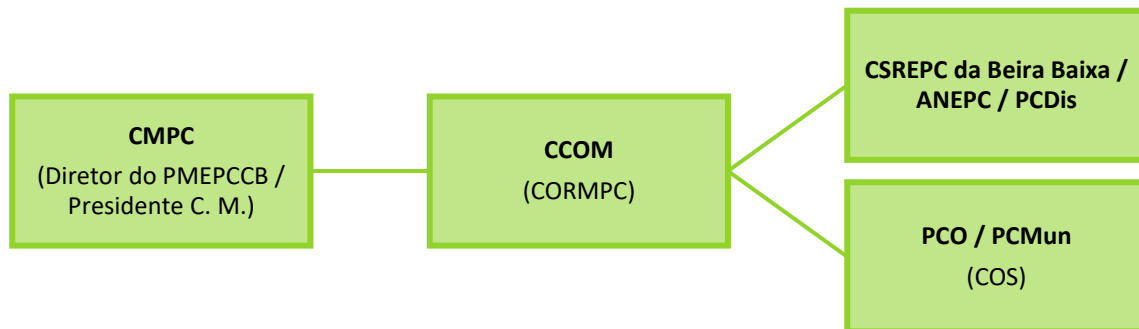 CMPC
(Diretor do PMEPCCB /
Presidente C. M.)
CCOM
(CORMPC)
CSREPC da Beira Baixa /
ANEPC / PCDis
PCO / PCMun
(COS)